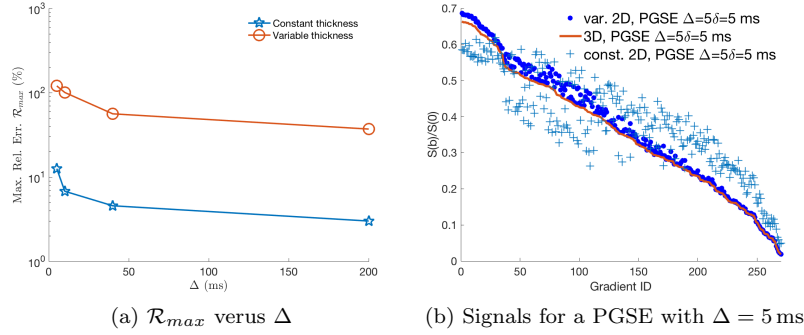 Constant thickness
Variable thickness
10^3
10^2
10^1
10^0
Max. Rel. Err. R_max (%)
0
50
100
150
200
Δ (ms)
(a) R_max verus Δ
var. 2D, PGSE Δ=5δ=5 ms
3D, PGSE Δ=5δ=5 ms
const. 2D, PGSE Δ=5δ=5 ms
0.7
0.6
0.5
0.4
0.3
0.2
0.1
0
S(b)/S(0)
0
50
100
150
200
250
Gradient ID
(b) Signals for a PGSE with Δ = 5 ms